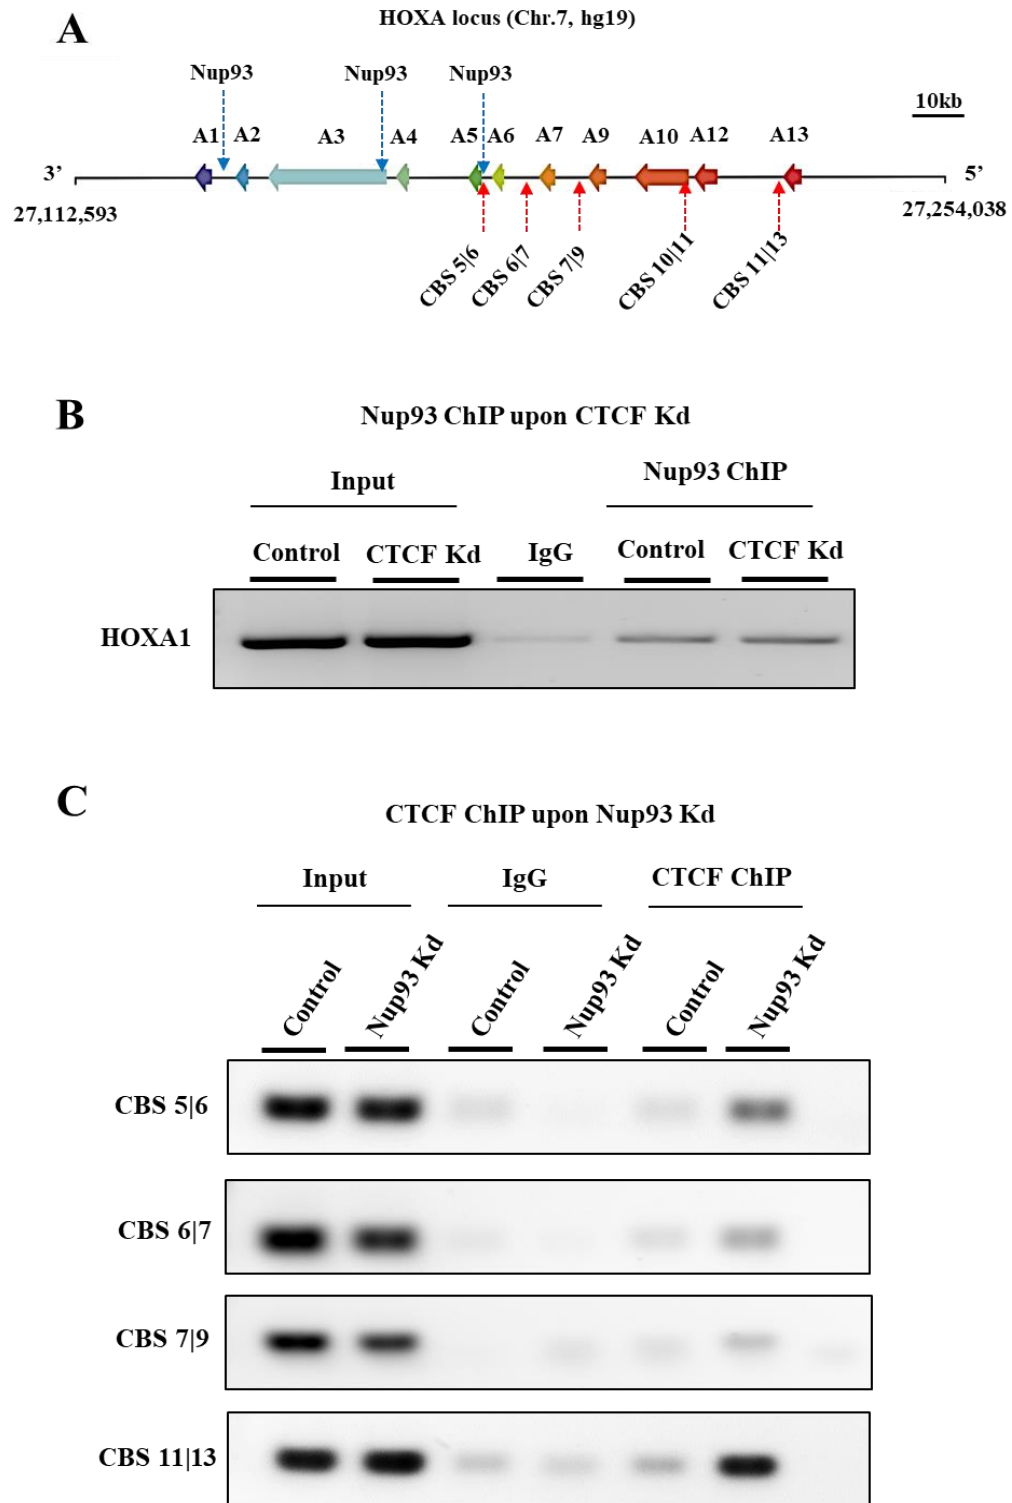 A
HOXA locus (Chr.7, hg19)
Nup93 Nup93 Nup93
10kb
A1 A2 A3 A4 A5 A6 A7 A9 A10 A12 A13
3’ 5’
27,112,593 27,254,038
CBS 5|6 CBS 6|7 CBS 7|9 CBS 10|11 CBS 11|13
B
Nup93 ChIP upon CTCF Kd
Input Nup93 ChIP
Control CTCF Kd IgG Control CTCF Kd
HOXA1
C
CTCF ChIP upon Nup93 Kd
Input IgG CTCF ChIP
Control Nup93 Kd Control Nup93 Kd Control Nup93 Kd
CBS 5|6
CBS 6|7
CBS 7|9
CBS 11|13